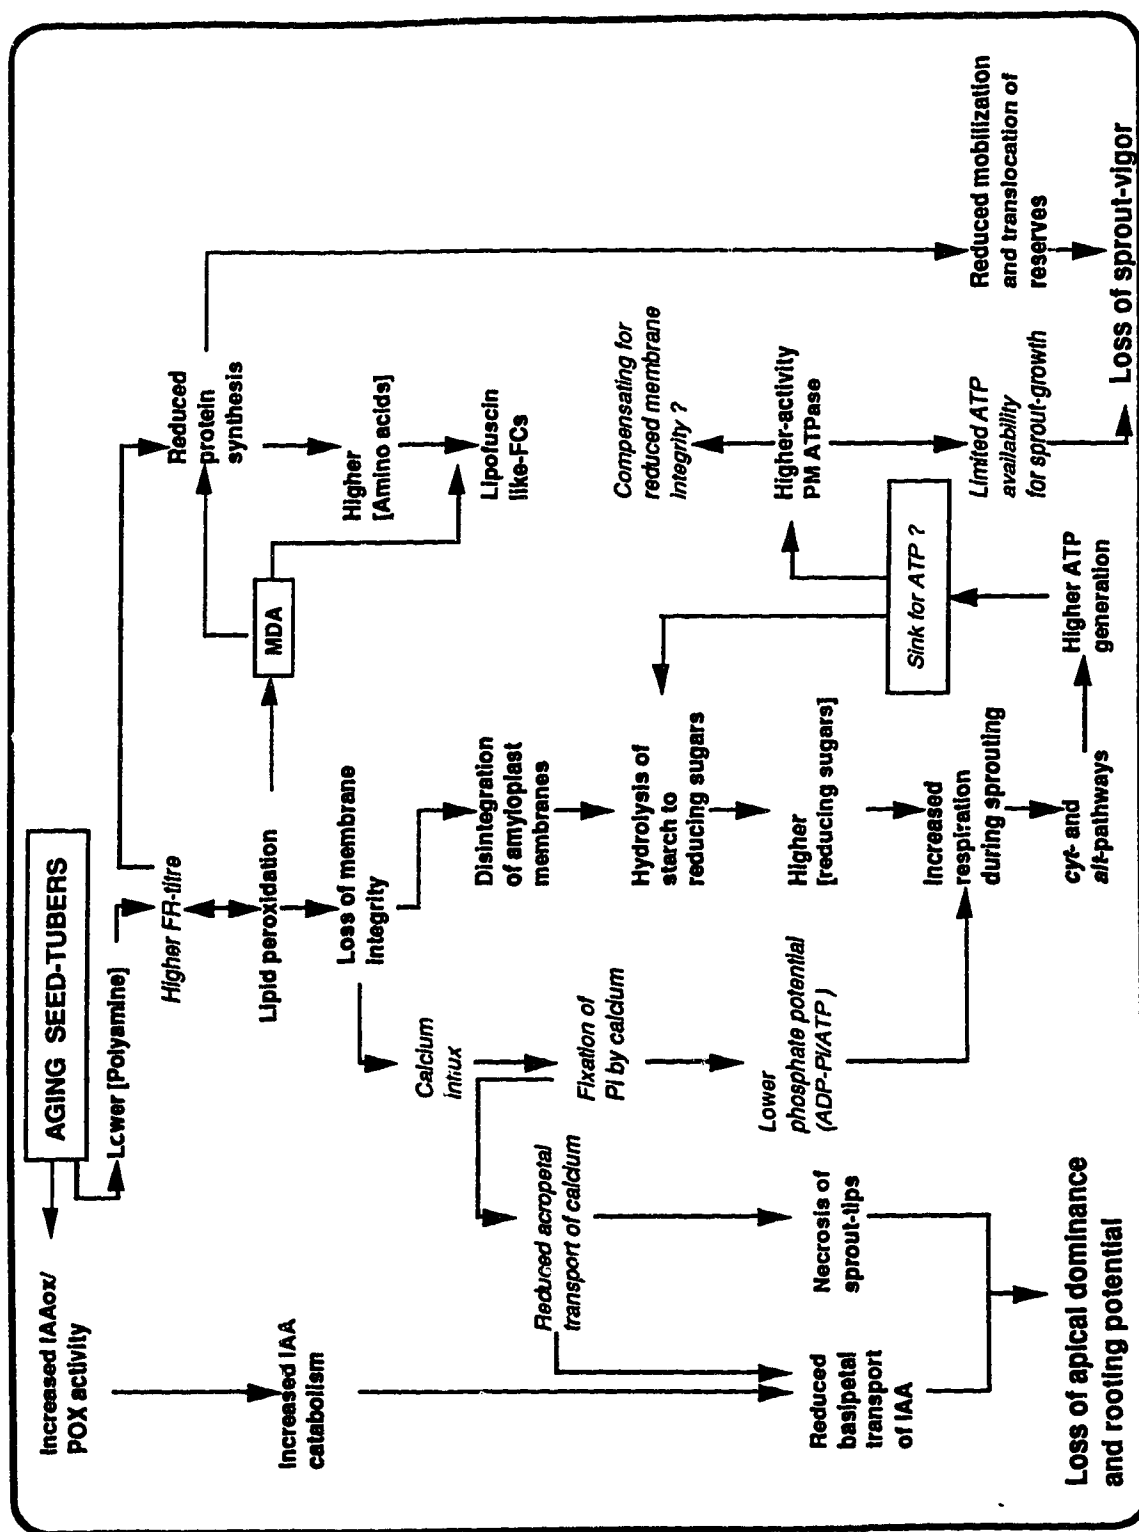 AGING SEED-TUBERS
Increased IAAox/
POX activity
Lower [Polyamine]
Higher FR-titre
Reduced
protein
synthesis
Lipid peroxidation
MDA
Increased IAA
catabolism
Loss of membrane
integrity
Higher
[Amino acids]
Calcium
influx
Disintegration
of amyloplast
membranes
Lipofuscin
like-FCs
Reduced acropetal
transport of calcium
Fixation of
Pi by calcium
Hydrolysis of
starch to
reducing sugars
Compensating for
reduced membrane
integrity ?
Lower
phosphate potential
(ADP-Pi/ATP )
Higher
[reducing sugars]
Higher-activity
PM ATPase
Reduced
basipetal
transport
of IAA
Necrosis of
sprout-tips
Increased
respiration
during sprouting
Sink for ATP ?
Limited ATP
availability
for sprout-growth
Reduced mobilization
and translocation of
reserves
cyt- and
alt-pathways
Higher ATP
generation
Loss of apical dominance
and rooting potential
Loss of sprout-vigor